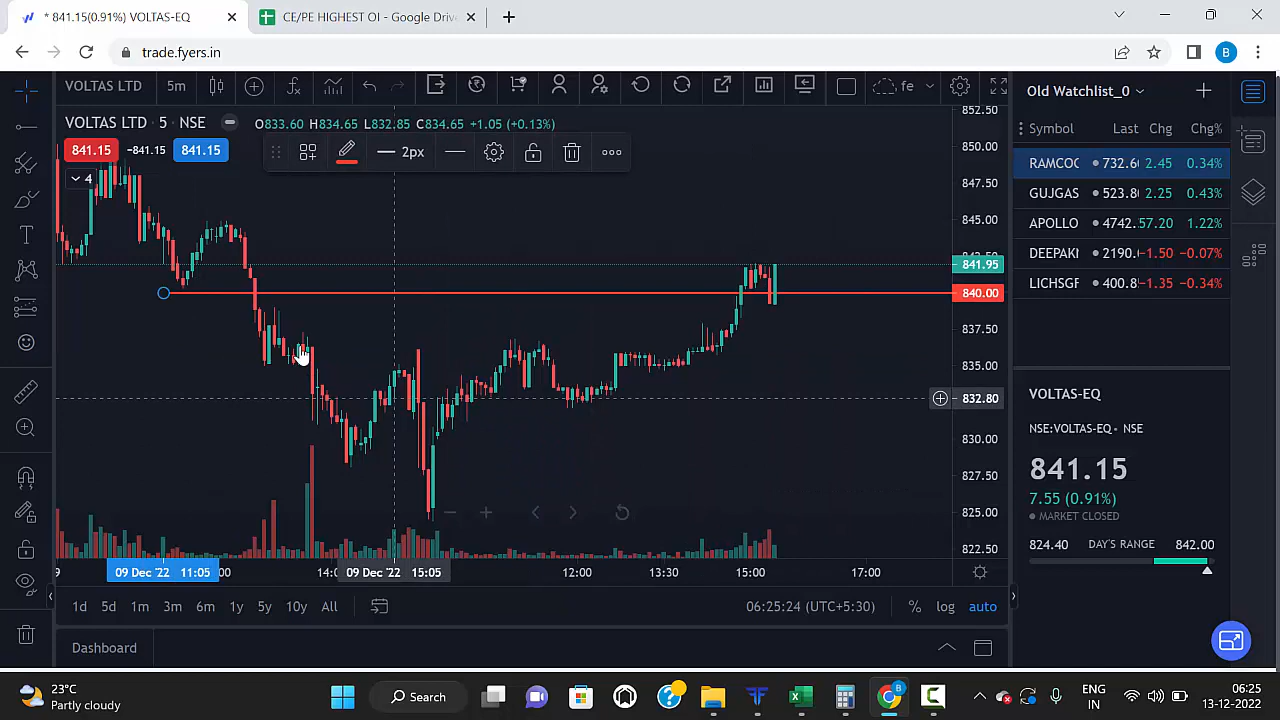 * 841.15(0.91%) VOLTAS-EQ
CE/PE HIGHEST OI - Google Drive
trade.fyers.in
B
VOLTAS LTD
5m
fe
Old Watchlist_0
VOLTAS LTD · 5 · NSE
O833.60 H834.65 L832.85 C834.65 +1.05 (+0.13%)
841.15
-841.15
841.15
2px
4
852.50
850.00
847.50
845.00
841.95
840.00
837.50
835.00
832.80
830.00
827.50
825.00
822.50
Symbol Last Chg Chg%
RAMCOC 732.6 2.45 0.34%
GUJGAS 523.8 2.25 0.43%
APOLLO 4742. 57.20 1.22%
DEEPAKI 2190. -1.50 -0.07%
LICHSGF 400.8 -1.35 -0.34%
VOLTAS-EQ
NSE:VOLTAS-EQ • NSE
841.15
7.55 (0.91%)
MARKET CLOSED
824.40 DAY'S RANGE 842.00
9
09 Dec '22 11:05
:00
14:0
09 Dec '22 15:05
12:00
13:30
15:00
17:00
1d 5d 1m 3m 6m 1y 5y 10y All
06:25:24 (UTC+5:30)
% log auto
Dashboard
23°C
Partly cloudy
Search
B
ENG
IN
06:25
13-12-2022